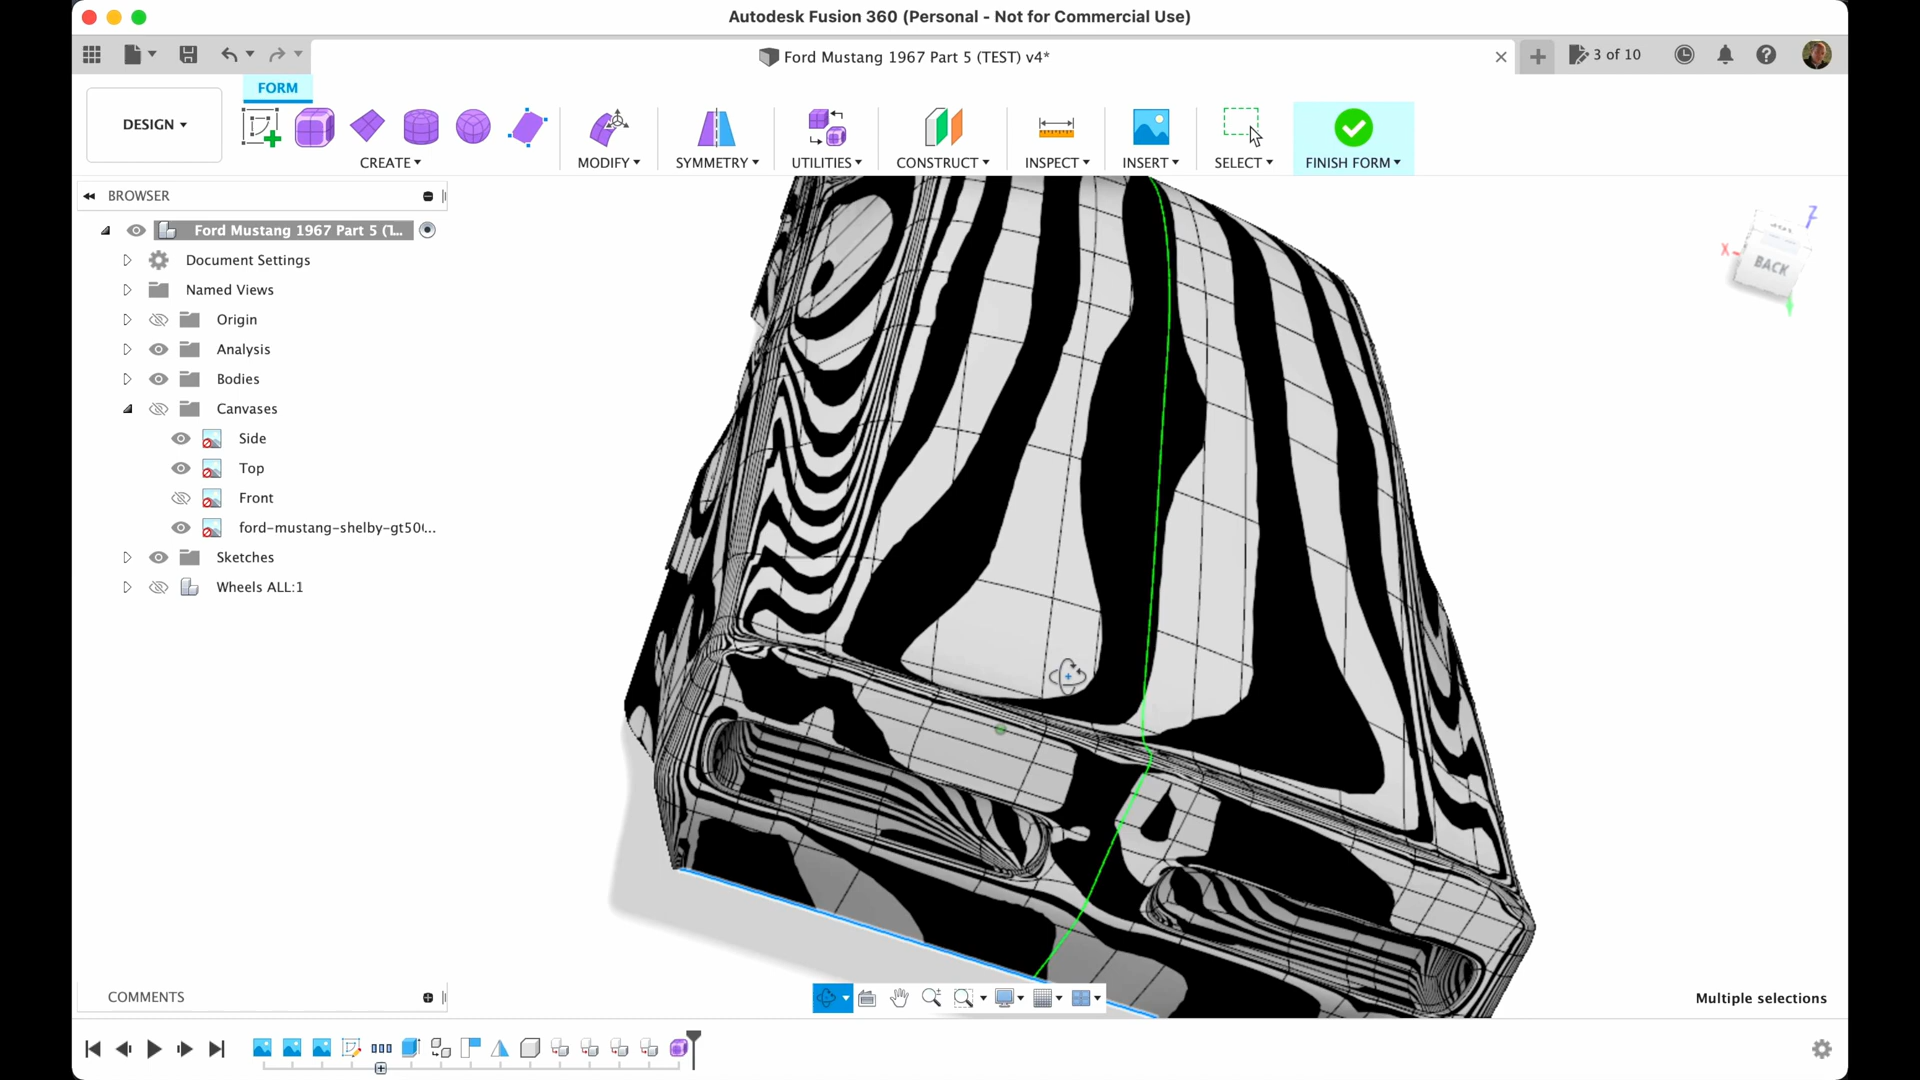 Autodesk Fusion 360 (Personal - Not for Commercial Use)
Ford Mustang 1967 Part 5 (TEST) v4*
3 of 10
FORM
DESIGN
CREATE
MODIFY
SYMMETRY
UTILITIES
CONSTRUCT
INSPECT
INSERT
SELECT
FINISH FORM
BROWSER
Ford Mustang 1967 Part 5 (T...
Document Settings
Named Views
Origin
Analysis
Bodies
Canvases
Side
Top
Front
ford-mustang-shelby-gt50(...
Sketches
Wheels ALL:1
Z
X
BACK
COMMENTS
Multiple selections